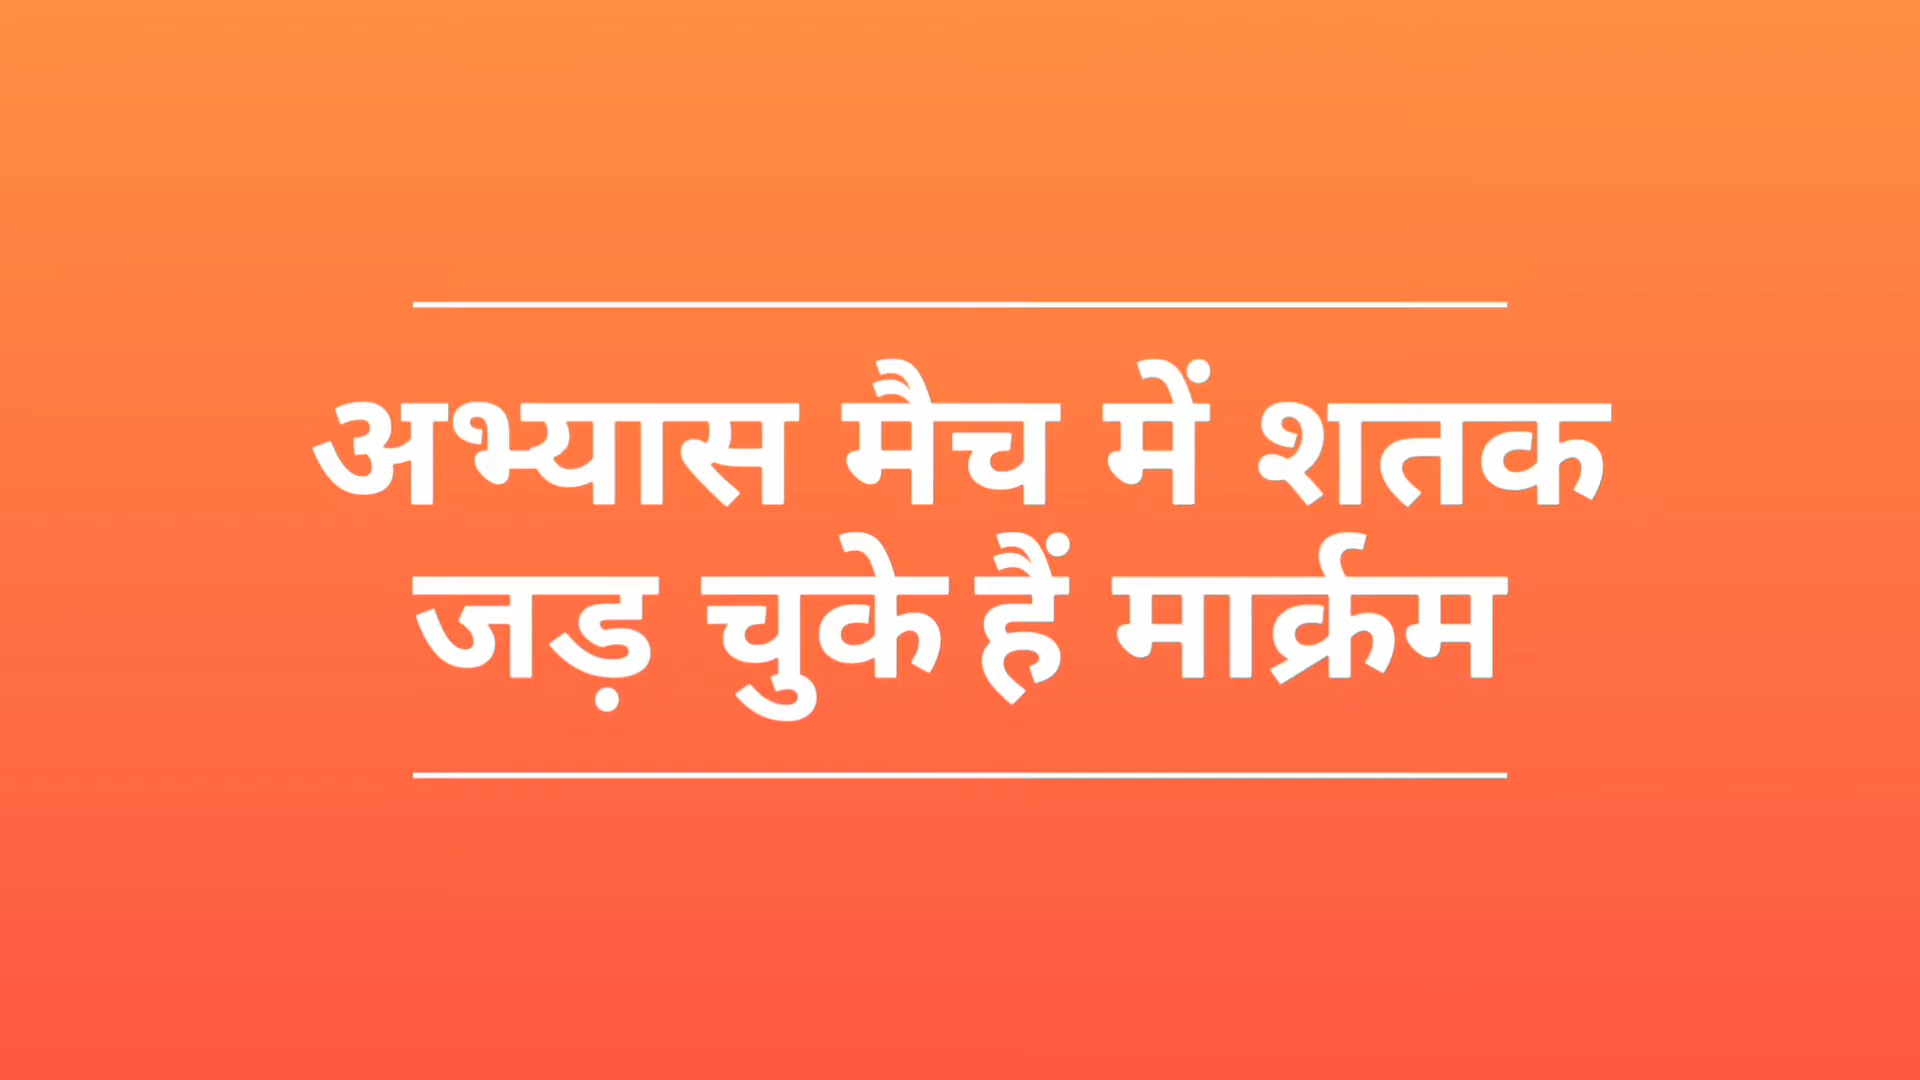 अभ्यास मैच में शतक
जड़ चुके हैं मार्क्रम